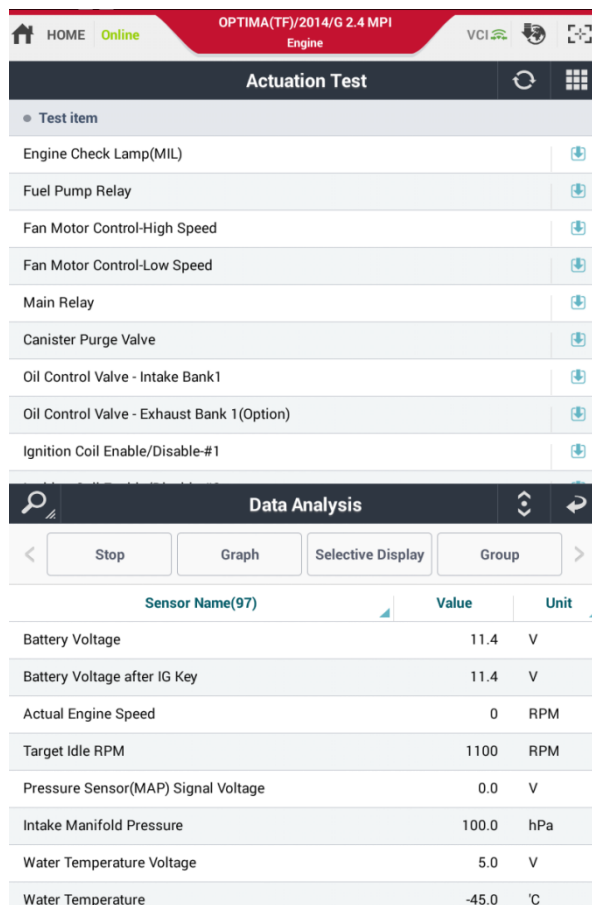 OPTIMA(TF)/2014/G 2.4 MPI
HOME Online Engine VCI
Actuation Test
Test item
Engine Check Lamp(MIL)
Fuel Pump Relay
Fan Motor Control-High Speed
Fan Motor Control-Low Speed
Main Relay
Canister Purge Valve
Oil Control Valve - Intake Bank1
Oil Control Valve - Exhaust Bank 1(Option)
Ignition Coil Enable/Disable-#1
Data Analysis
< Stop Graph Selective Display Group >
Sensor Name(97) Value Unit
Battery Voltage 11.4 V
Battery Voltage after IG Key 11.4 V
Actual Engine Speed 0 RPM
Target Idle RPM 1100 RPM
Pressure Sensor(MAP) Signal Voltage 0.0 V
Intake Manifold Pressure 100.0 hPa
Water Temperature Voltage 5.0 V
Water Temperature -45.0 'C